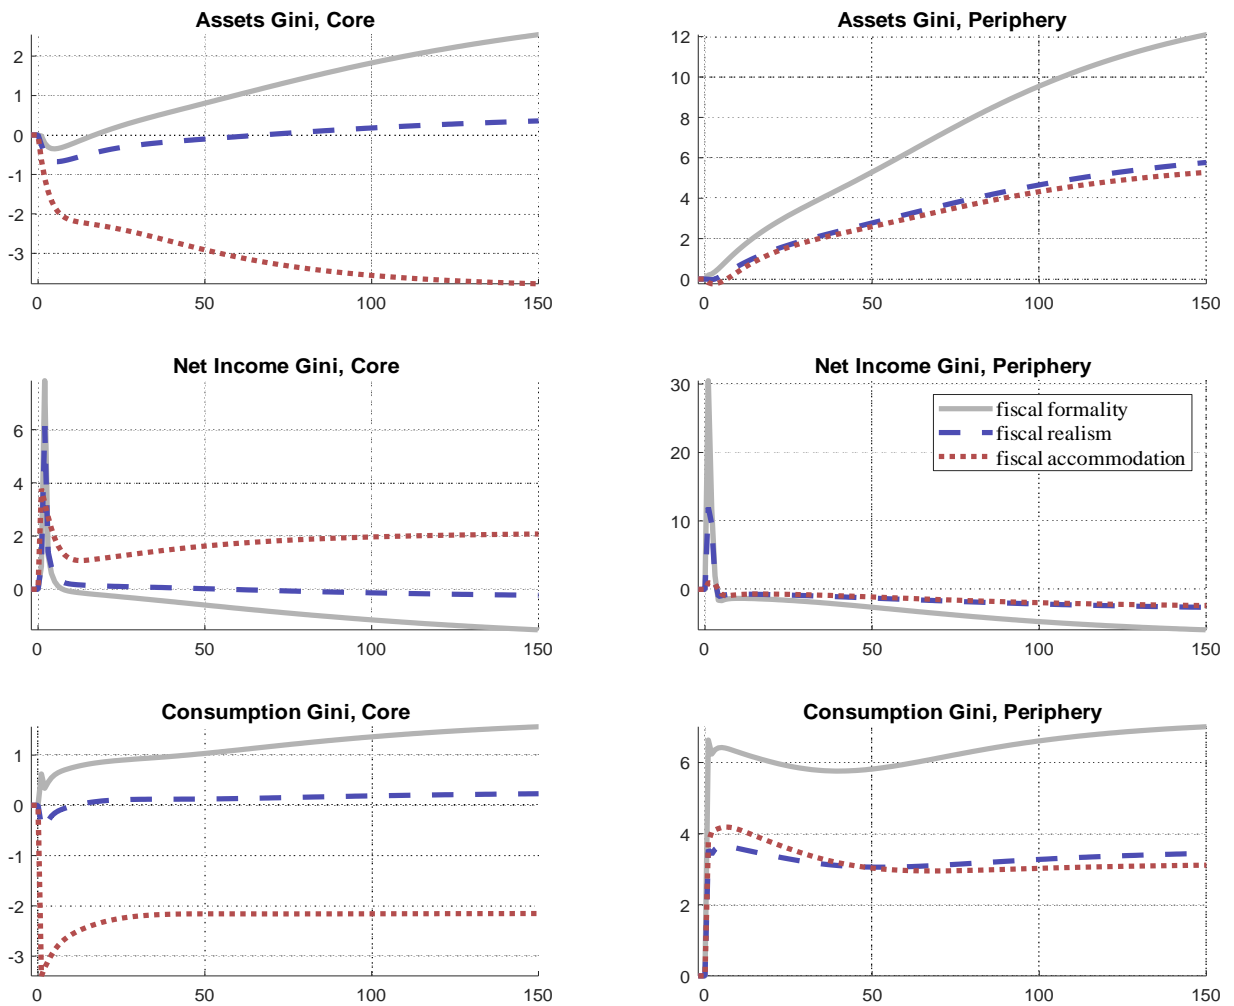 Assets Gini, Core
2
1
0
-1
-2
-3
0 50 100 150
Assets Gini, Periphery
12
10
8
6
4
2
0
0 50 100 150
Net Income Gini, Core
6
4
2
0
0 50 100 150
Net Income Gini, Periphery
30
20
10
0
fiscal formality
fiscal realism
fiscal accommodation
0 50 100 150
Consumption Gini, Core
1
0
-1
-2
-3
0 50 100 150
Consumption Gini, Periphery
6
4
2
0
0 50 100 150